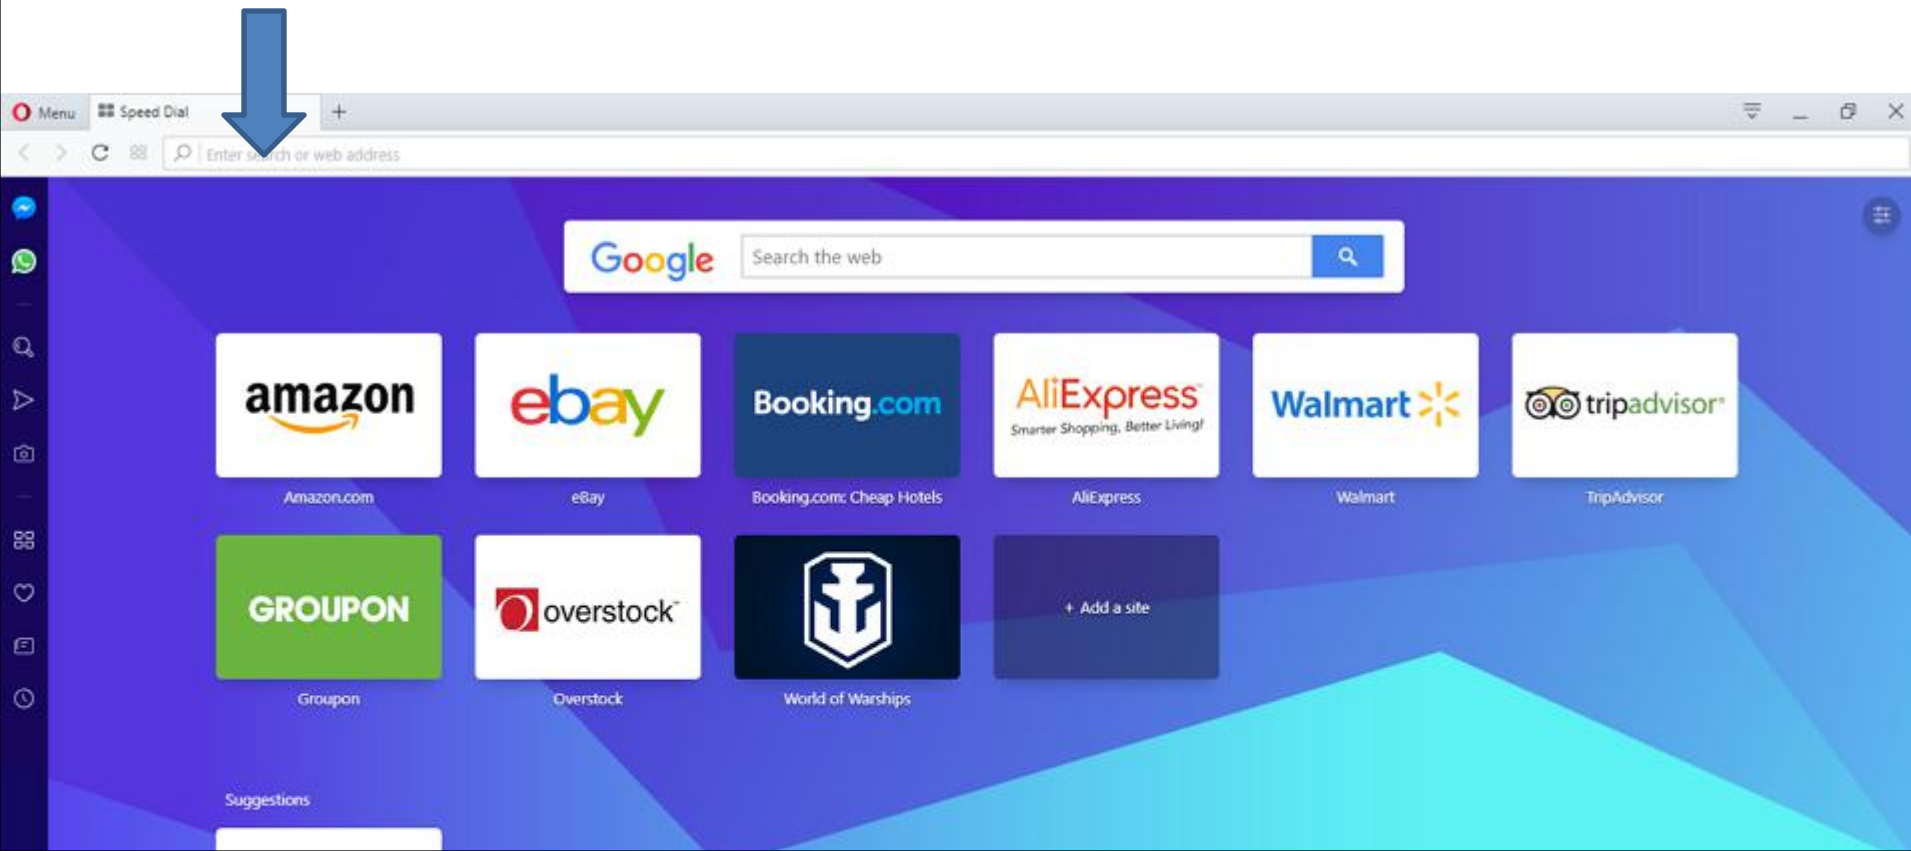 Menu
Speed Dial
Enter search or web address
Google
Search the web
amazon
ebay
Booking.com
AliExpress
Smarter Shopping, Better Living!
Walmart
tripadvisor
Amazon.com
eBay
Booking.com: Cheap Hotels
AliExpress
Walmart
TripAdvisor
GROUPON
overstock™
+ Add a site
Groupon
Overstock
World of Warships
Suggestions